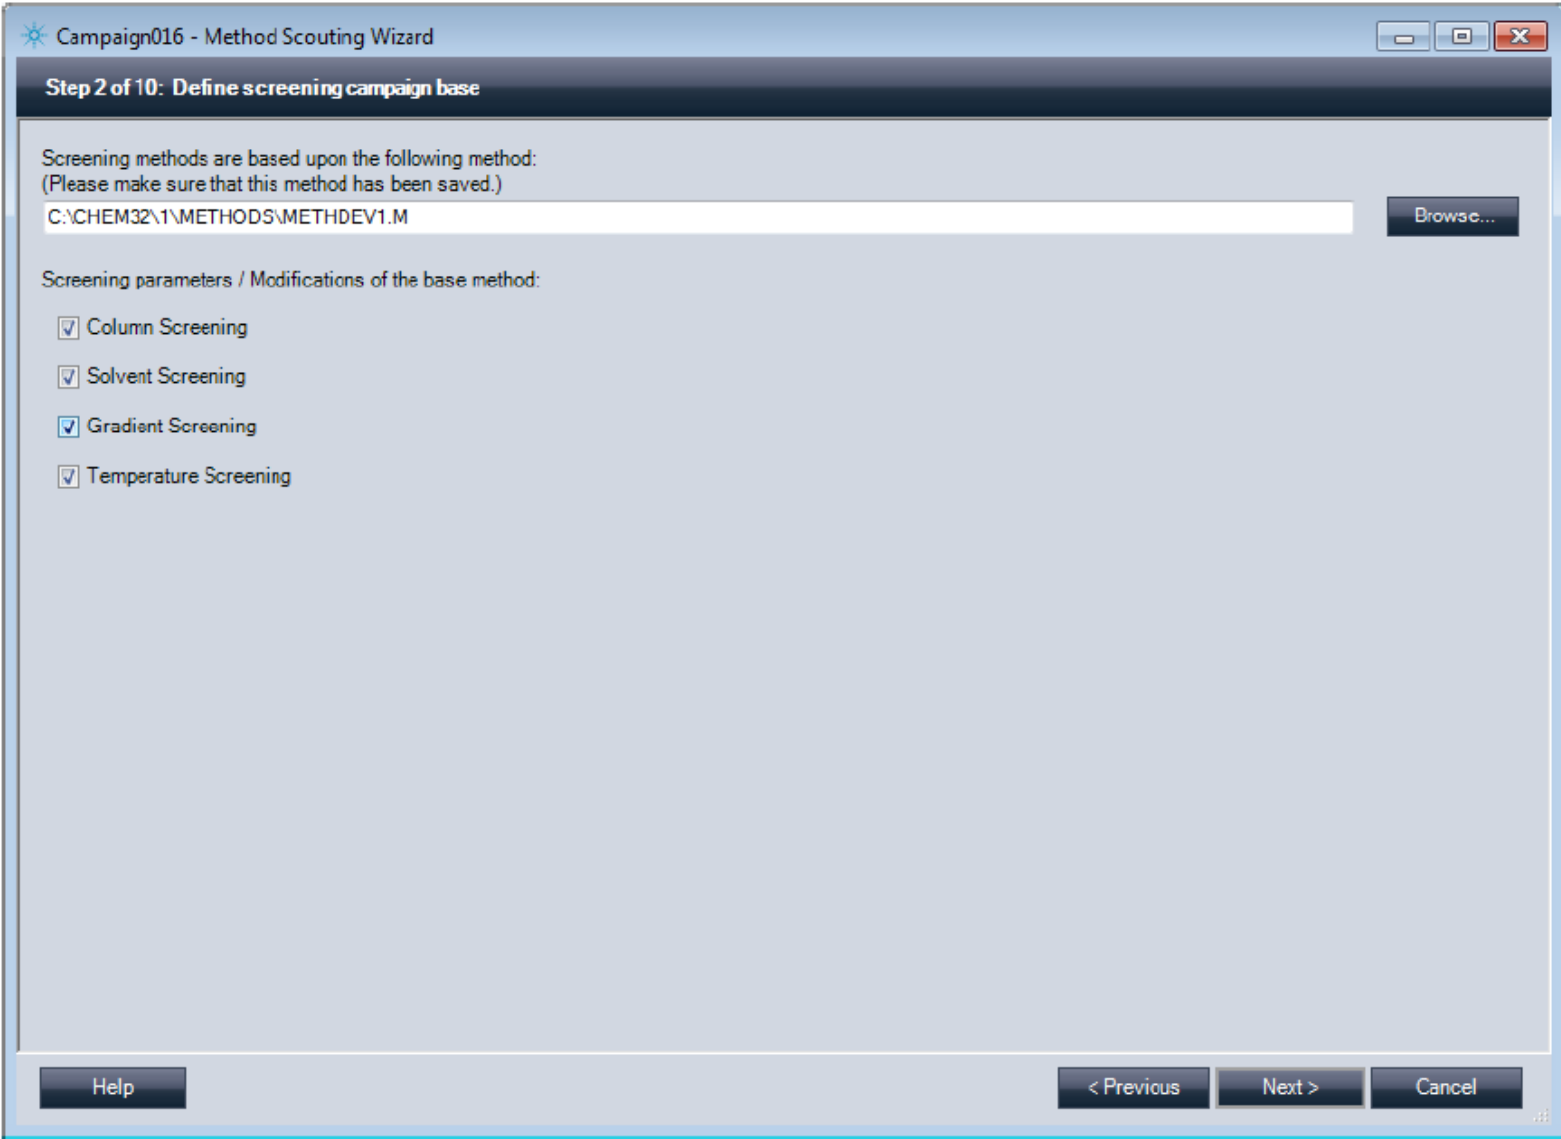 Campaign016 - Method Scouting Wizard
Step 2 of 10: Define screening campaign base
Screening methods are based upon the following method:
(Please make sure that this method has been saved.)
C:\CHEM32\1\METHODS\METHDEV1.M
Browse...
Screening parameters / Modifications of the base method:
Column Screening
Solvent Screening
Gradient Screening
Temperature Screening
Help
< Previous
Next >
Cancel